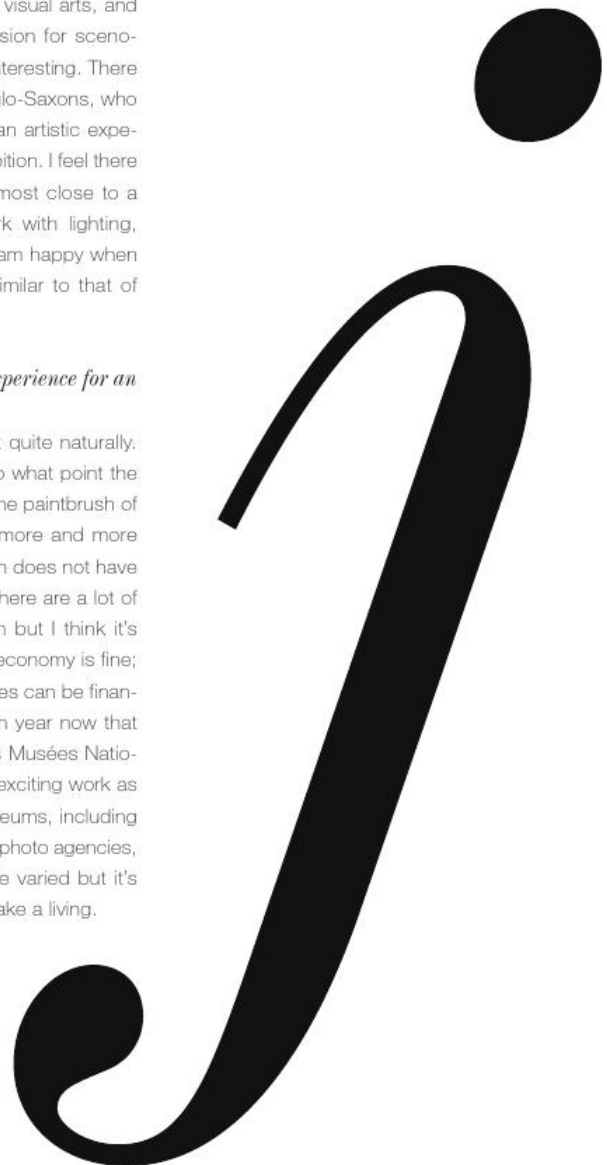 visual arts, and
sion for sceno-
teresting. There
glo-Saxons, who
an artistic expe-
ition. I feel there
most close to a
k with lighting,
am happy when
imilar to that of
xperience for an
t quite naturally.
o what point the
ne paintbrush of
more and more
n does not have
here are a lot of
n but I think it's
economy is fine;
es can be finan-
n year now that
s Musées Natio-
exciting work as
eums, including
photo agencies,
e varied but it's
ake a living.
j